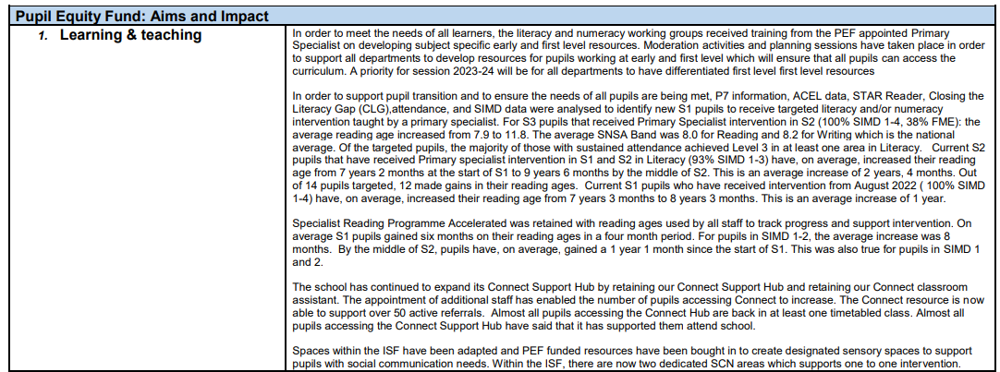 Pupil Equity Fund: Aims and Impact
1. Learning & teaching
In order to meet the needs of all learners, the literacy and numeracy working groups received training from the PEF appointed Primary
Specialist on developing subject specific early and first level resources. Moderation activities and planning sessions have taken place in order
to support all departments to develop resources for pupils working at early and first level which will ensure that all pupils can access the
curriculum. A priority for session 2023-24 will be for all departments to have differentiated first level first level resources
In order to support pupil transition and to ensure the needs of all pupils are being met, P7 information, ACEL data, STAR Reader, Closing the
Literacy Gap (CLG),attendance, and SIMD data were analysed to identify new S1 pupils to receive targeted literacy and/or numeracy
intervention taught by a primary specialist. For S3 pupils that received Primary Specialist intervention in S2 (100% SIMD 1-4, 38% FME): the
average reading age increased from 7.9 to 11.8. The average SNSA Band was 8.0 for Reading and 8.2 for Writing which is the national
average. Of the targeted pupils, the majority of those with sustained attendance achieved Level 3 in at least one area in Literacy. Current S2
pupils that have received Primary specialist intervention in S1 and S2 in Literacy (93% SIMD 1-3) have, on average, increased their reading
age from 7 years 2 months at the start of S1 to 9 years 6 months by the middle of S2. This is an average increase of 2 years, 4 months. Out
of 14 pupils targeted, 12 made gains in their reading ages. Current S1 pupils who have received intervention from August 2022 ( 100% SIMD
1-4) have, on average, increased their reading age from 7 years 3 months to 8 years 3 months. This is an average increase of 1 year.
Specialist Reading Programme Accelerated was retained with reading ages used by all staff to track progress and support intervention. On
average S1 pupils gained six months on their reading ages in a four month period. For pupils in SIMD 1-2, the average increase was 8
months. By the middle of S2, pupils have, on average, gained a 1 year 1 month since the start of S1. This was also true for pupils in SIMD 1
and 2.
The school has continued to expand its Connect Support Hub by retaining our Connect Support Hub and retaining our Connect classroom
assistant. The appointment of additional staff has enabled the number of pupils accessing Connect to increase. The Connect resource is now
able to support over 50 active referrals. Almost all pupils accessing the Connect Hub are back in at least one timetabled class. Almost all
pupils accessing the Connect Support Hub have said that it has supported them attend school.
Spaces within the ISF have been adapted and PEF funded resources have been bought in to create designated sensory spaces to support
pupils with social communication needs. Within the ISF, there are now two dedicated SCN areas which supports one to one intervention.